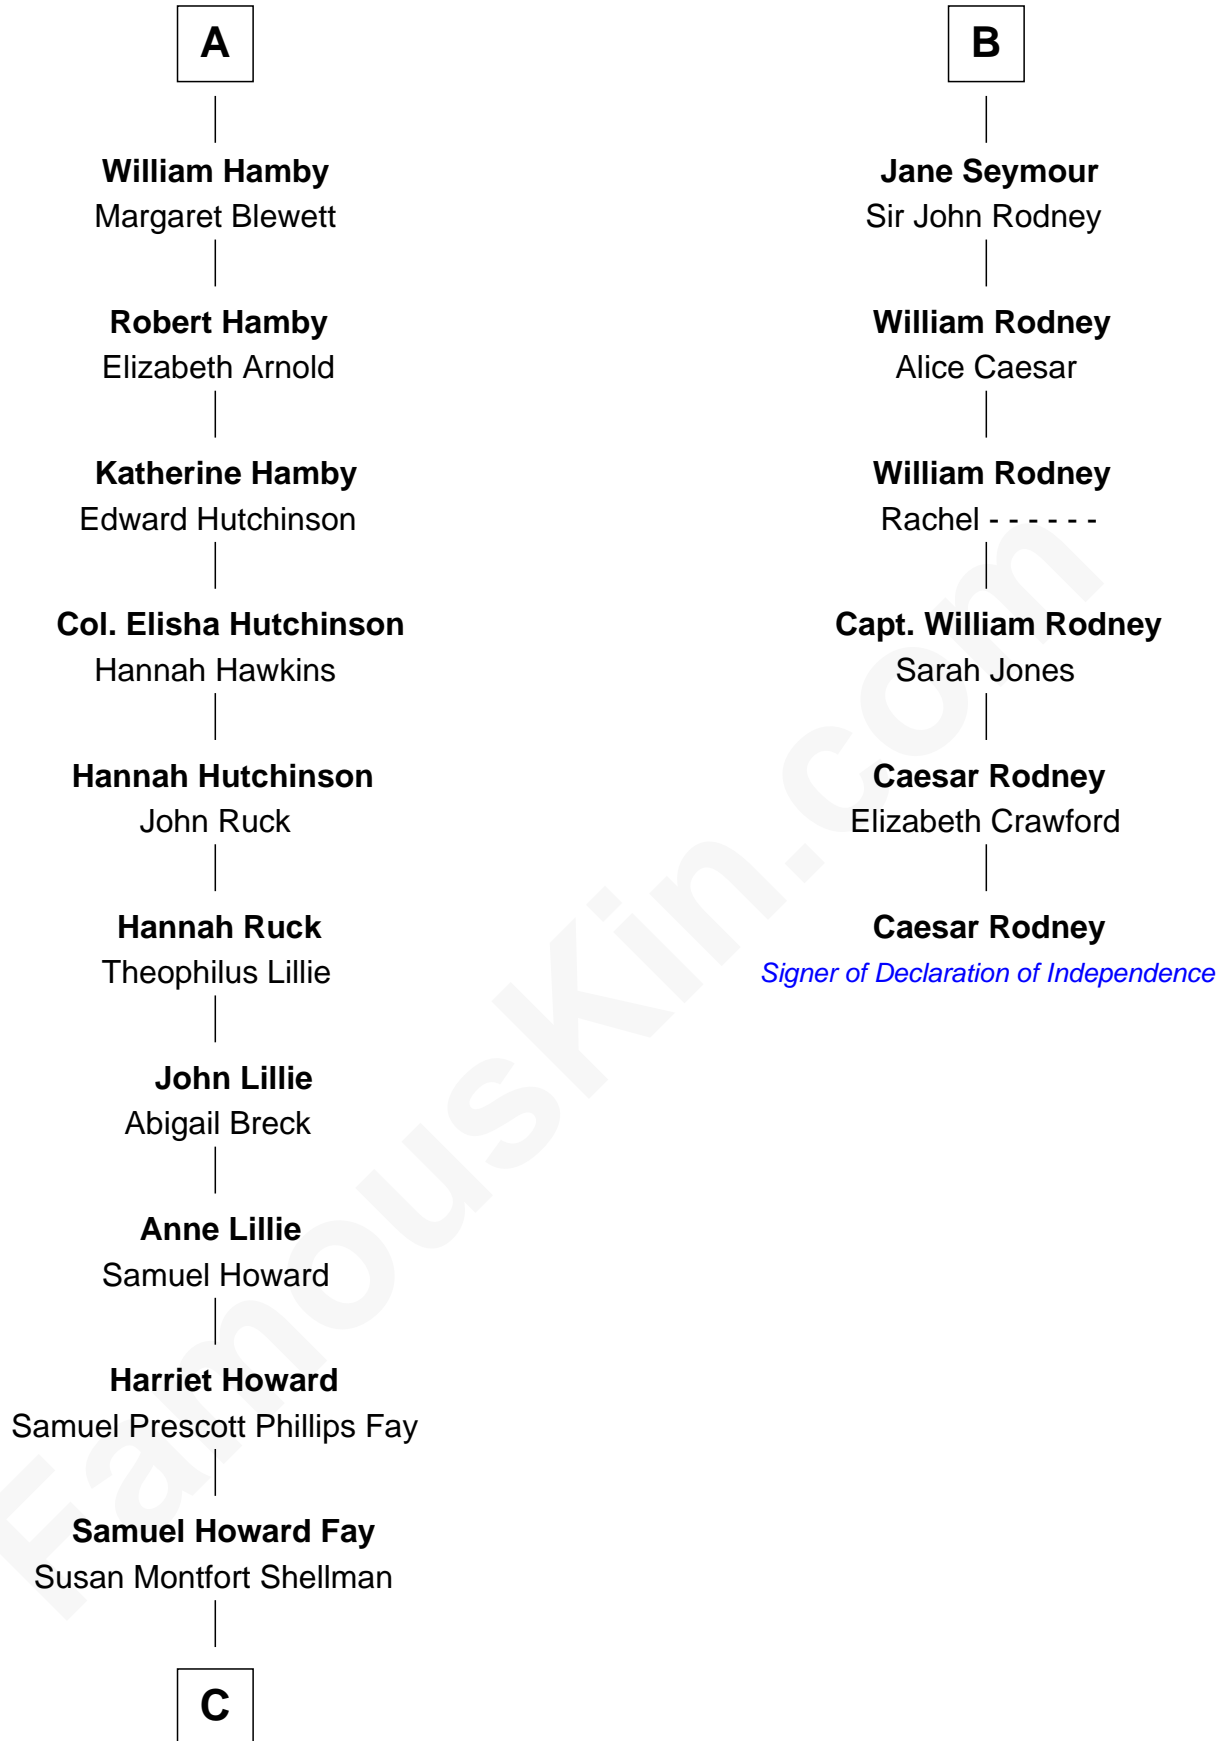 A
William Hamby
Margaret Blewett
Robert Hamby
Elizabeth Arnold
Katherine Hamby
Edward Hutchinson
Col. Elisha Hutchinson
Hannah Hawkins
Hannah Hutchinson
John Ruck
Hannah Ruck
Theophilus Lillie
John Lillie
Abigail Breck
Anne Lillie
Samuel Howard
Harriet Howard
Samuel Prescott Phillips Fay
Samuel Howard Fay
Susan Montfort Shellman
C
B
Jane Seymour
Sir John Rodney
William Rodney
Alice Caesar
William Rodney
Rachel - - - - - -
Capt. William Rodney
Sarah Jones
Caesar Rodney
Elizabeth Crawford
Caesar Rodney
Signer of Declaration of Independence
FamousKin.com